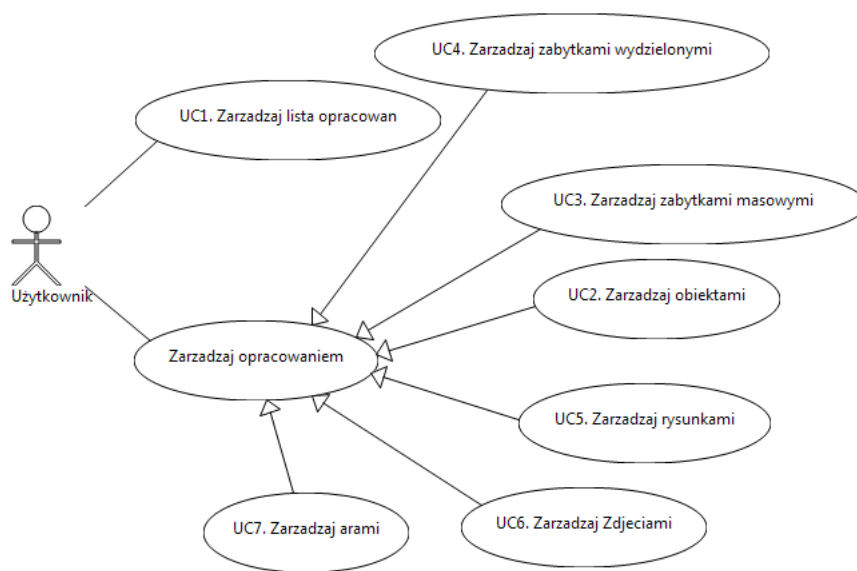 UC4. Zarzadzaj zabytkami wydzielonymi
UC1. Zarzadzaj lista opracowan
UC3. Zarzadzaj zabytkami masowymi
Użytkownik
UC2. Zarzadzaj obiektami
Zarzadzaj opracowaniem
UC5. Zarzadzaj rysunkami
UC7. Zarzadzaj arami
UC6. Zarzadzaj Zdjeciami